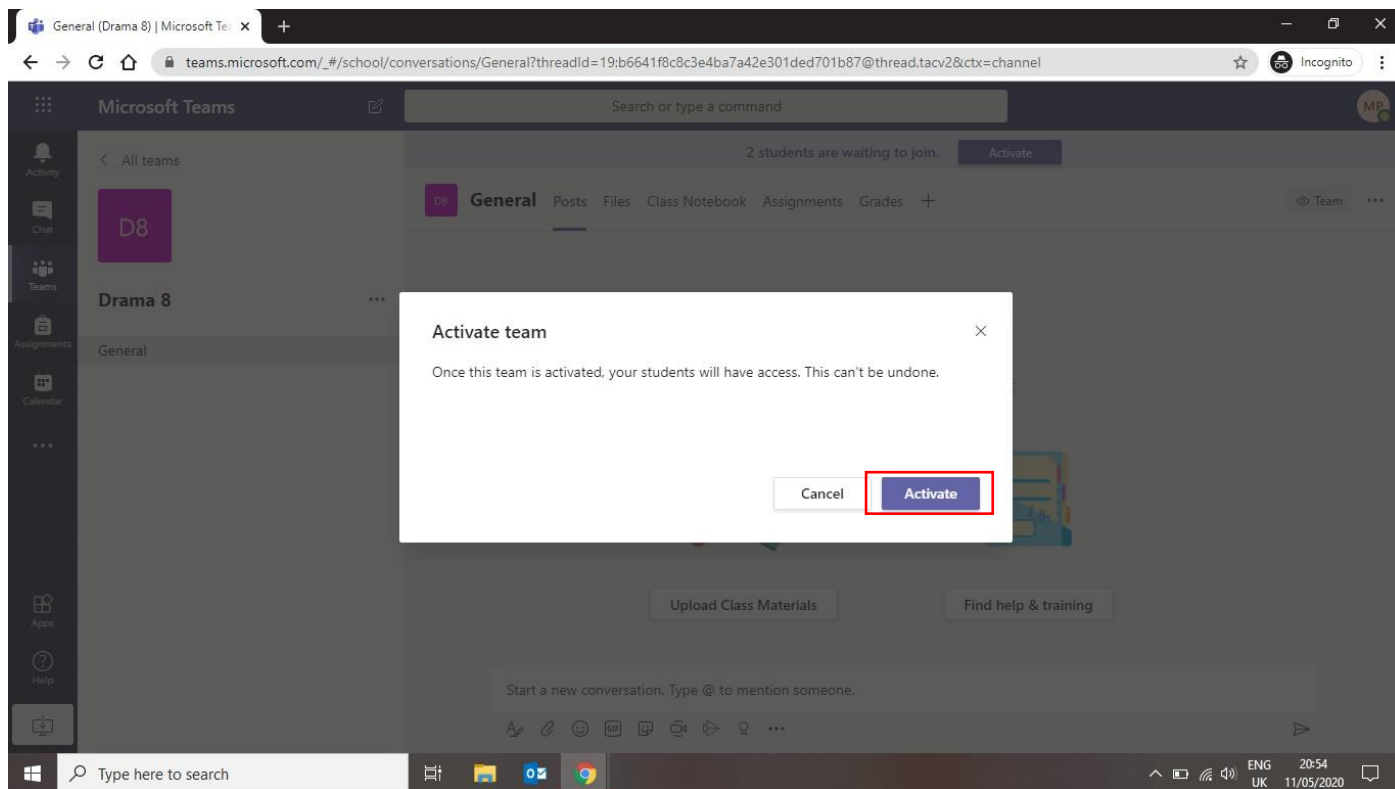 General (Drama 8) | Microsoft Te
teams.microsoft.com/_#/school/conversations/General?threadId=19:b6641f8c8c3e4ba7a42e301ded701b87@thread.tacv2&ctx=channel
Incognito
Microsoft Teams
Search or type a command
MP
Activity
Chat
Teams
Assignments
Calendar
Apps
Help
All teams
D8
Drama 8
General
2 students are waiting to join. Activate
D8 General Posts Files Class Notebook Assignments Grades
Team
Activate team
Once this team is activated, your students will have access. This can't be undone.
Cancel Activate
Upload Class Materials Find help & training
Start a new conversation. Type @ to mention someone.
GIF
Type here to search
ENG
UK
20:54
11/05/2020